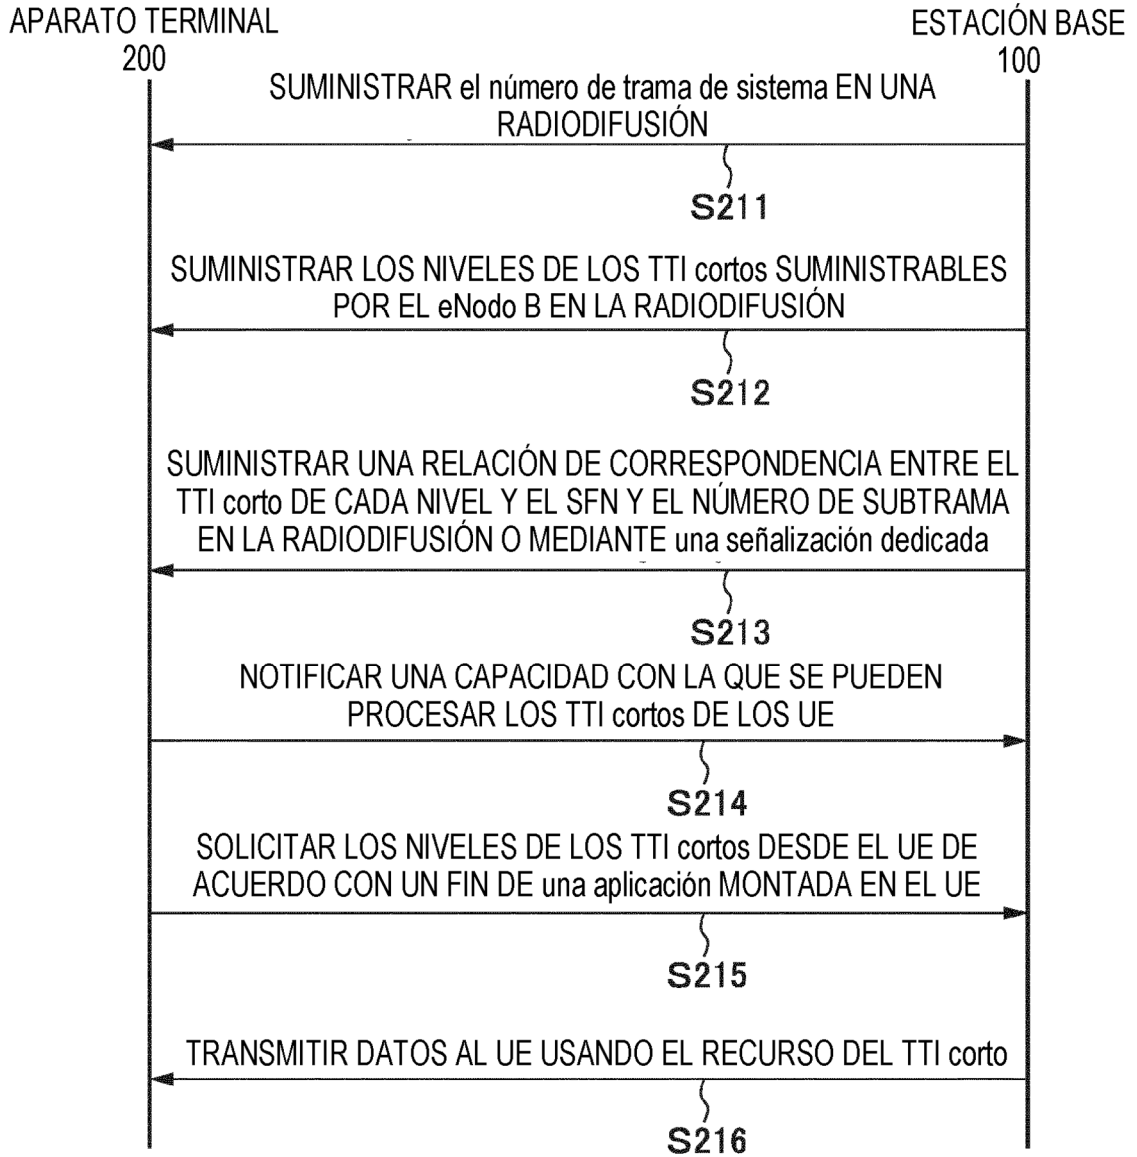 APARATO TERMINAL
200
ESTACIÓN BASE
100
SUMINISTRAR el número de trama de sistema EN UNA
RADIODIFUSIÓN
S211
SUMINISTRAR LOS NIVELES DE LOS TTI cortos SUMINISTRABLES
POR EL eNodo B EN LA RADIODIFUSIÓN
S212
SUMINISTRAR UNA RELACIÓN DE CORRESPONDENCIA ENTRE EL
TTI corto DE CADA NIVEL Y EL SFN Y EL NÚMERO DE SUBTRAMA
EN LA RADIODIFUSIÓN O MEDIANTE una señalización dedicada
S213
NOTIFICAR UNA CAPACIDAD CON LA QUE SE PUEDEN
PROCESAR LOS TTI cortos DE LOS UE
S214
SOLICITAR LOS NIVELES DE LOS TTI cortos DESDE EL UE DE
ACUERDO CON UN FIN DE una aplicación MONTADA EN EL UE
S215
TRANSMITIR DATOS AL UE USANDO EL RECURSO DEL TTI corto
S216